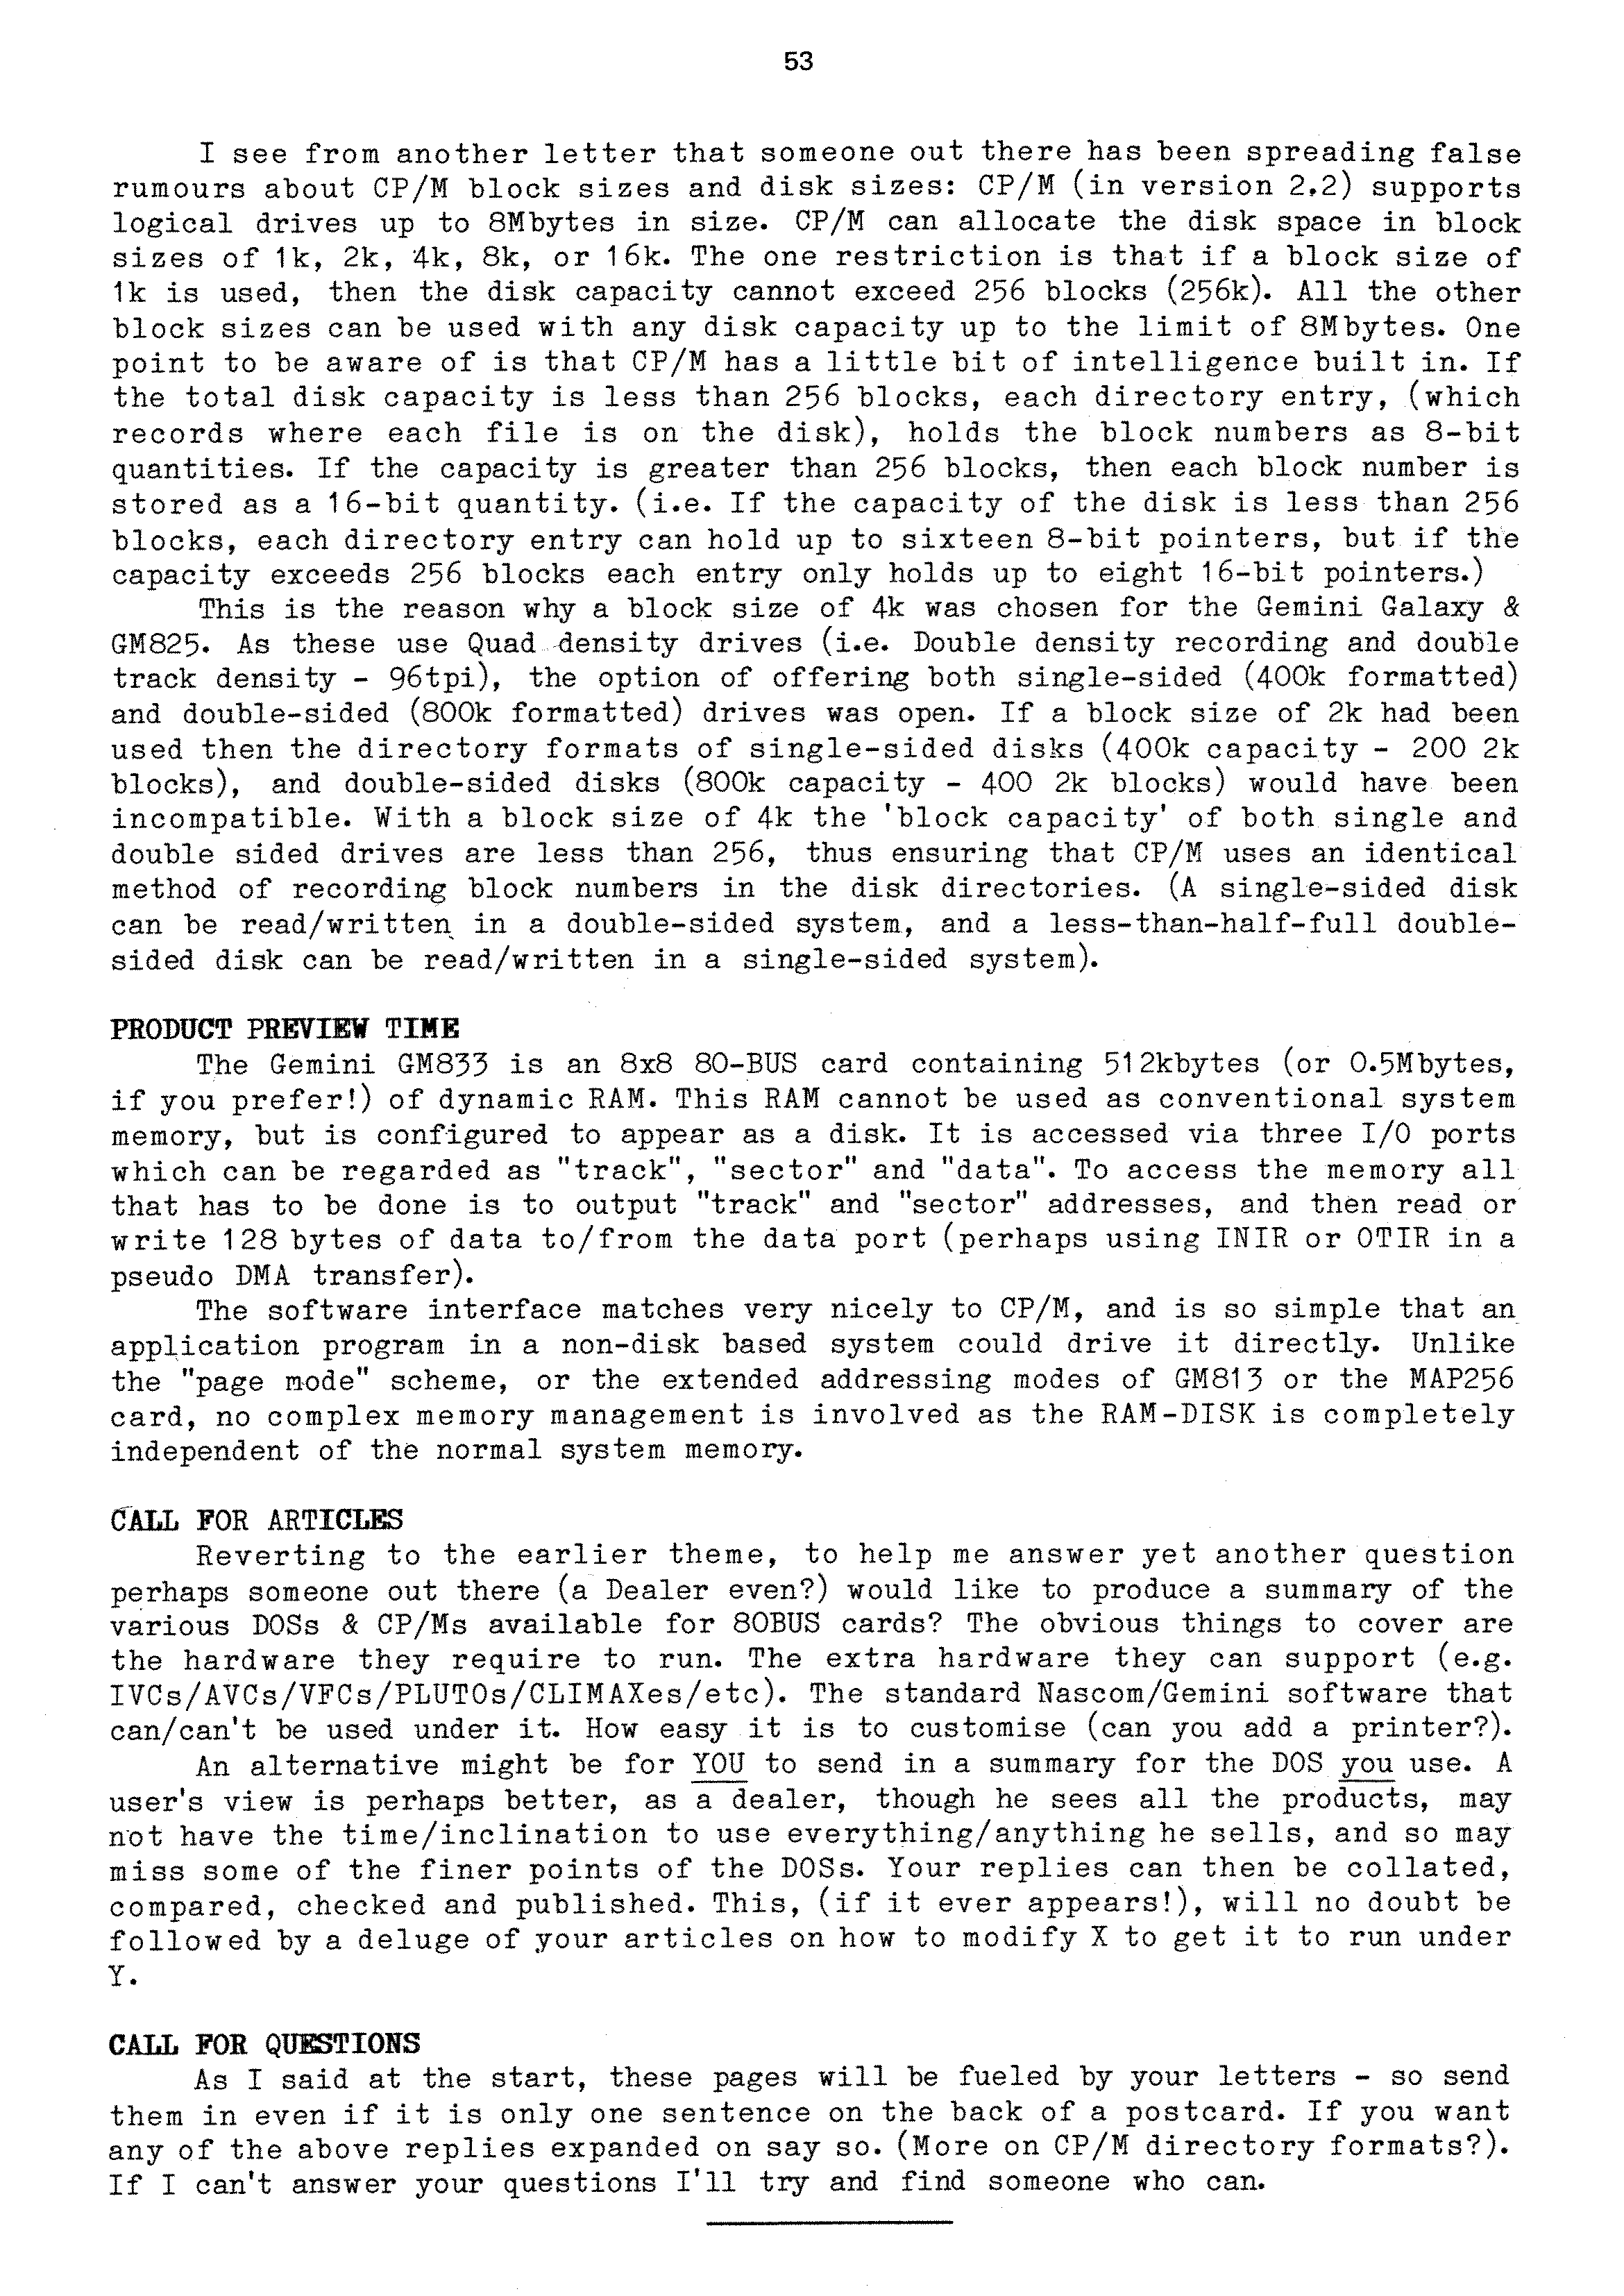 53
I see from another letter that someone out there has been spreading false
rumours about CP/M block sizes and disk sizes: CP/M (in version 2.2) supports
logical drives up to 8Mbytes in size. CP/M can allocate the disk space in block
sizes of 1k, 2k, 4k, 8k, or 16k. The one restriction is that if a block size of
1k is used, then the disk capacity cannot exceed 256 blocks (256k). All the other
block sizes can be used with any disk capacity up to the limit of 8Mbytes. One
point to be aware of is that CP/M has a little bit of intelligence built in. If
the total disk capacity is less than 256 blocks, each directory entry, (which
records where each file is on the disk), holds the block numbers as 8-bit
quantities. If the capacity is greater than 256 blocks, then each block number is
stored as a 16-bit quantity. (i.e. If the capacity of the disk is less than 256
blocks, each directory entry can hold up to sixteen 8-bit pointers, but if the
capacity exceeds 256 blocks each entry only holds up to eight 16-bit pointers.)
This is the reason why a block size of 4k was chosen for the Gemini Galaxy &
GM825. As these use Quad density drives (i.e. Double density recording and double
track density - 96tpi), the option of offering both single-sided (400k formatted)
and double-sided (800k formatted) drives was open. If a block size of 2k had been
used then the directory formats of single-sided disks (400k capacity - 200 2k
blocks), and double-sided disks (800k capacity - 400 2k blocks) would have been
incompatible. With a block size of 4k the 'block capacity' of both single and
double sided drives are less than 256, thus ensuring that CP/M uses an identical
method of recording block numbers in the disk directories. (A single-sided disk
can be read/written in a double-sided system, and a less-than-half-full double-
sided disk can be read/written in a single-sided system).
PRODUCT PREVIEW TIME
The Gemini GM833 is an 8x8 80-BUS card containing 512kbytes (or 0.5Mbytes,
if you prefer!) of dynamic RAM. This RAM cannot be used as conventional system
memory, but is configured to appear as a disk. It is accessed via three I/O ports
which can be regarded as "track", "sector" and "data". To access the memory all
that has to be done is to output "track" and "sector" addresses, and then read or
write 128 bytes of data to/from the data port (perhaps using INIR or OTIR in a
pseudo DMA transfer).
The software interface matches very nicely to CP/M, and is so simple that an
application program in a non-disk based system could drive it directly. Unlike
the "page mode" scheme, or the extended addressing modes of GM813 or the MAP256
card, no complex memory management is involved as the RAM-DISK is completely
independent of the normal system memory.
CALL FOR ARTICLES
Reverting to the earlier theme, to help me answer yet another question
perhaps someone out there (a Dealer even?) would like to produce a summary of the
various DOSs & CP/Ms available for 80BUS cards? The obvious things to cover are
the hardware they require to run. The extra hardware they can support (e.g.
IVCs/AVCs/VFCs/PLUTOs/CLIMAXes/etc). The standard Nascom/Gemini software that
can/can't be used under it. How easy it is to customise (can you add a printer?).
An alternative might be for YOU to send in a summary for the DOS you use. A
user's view is perhaps better, as a dealer, though he sees all the products, may
not have the time/inclination to use everything/anything he sells, and so may
miss some of the finer points of the DOSs. Your replies can then be collated,
compared, checked and published. This, (if it ever appears!), will no doubt be
followed by a deluge of your articles on how to modify X to get it to run under
Y.
CALL FOR QUESTIONS
As I said at the start, these pages will be fueled by your letters - so send
them in even if it is only one sentence on the back of a postcard. If you want
any of the above replies expanded on say so. (More on CP/M directory formats?).
If I can't answer your questions I'll try and find someone who can.